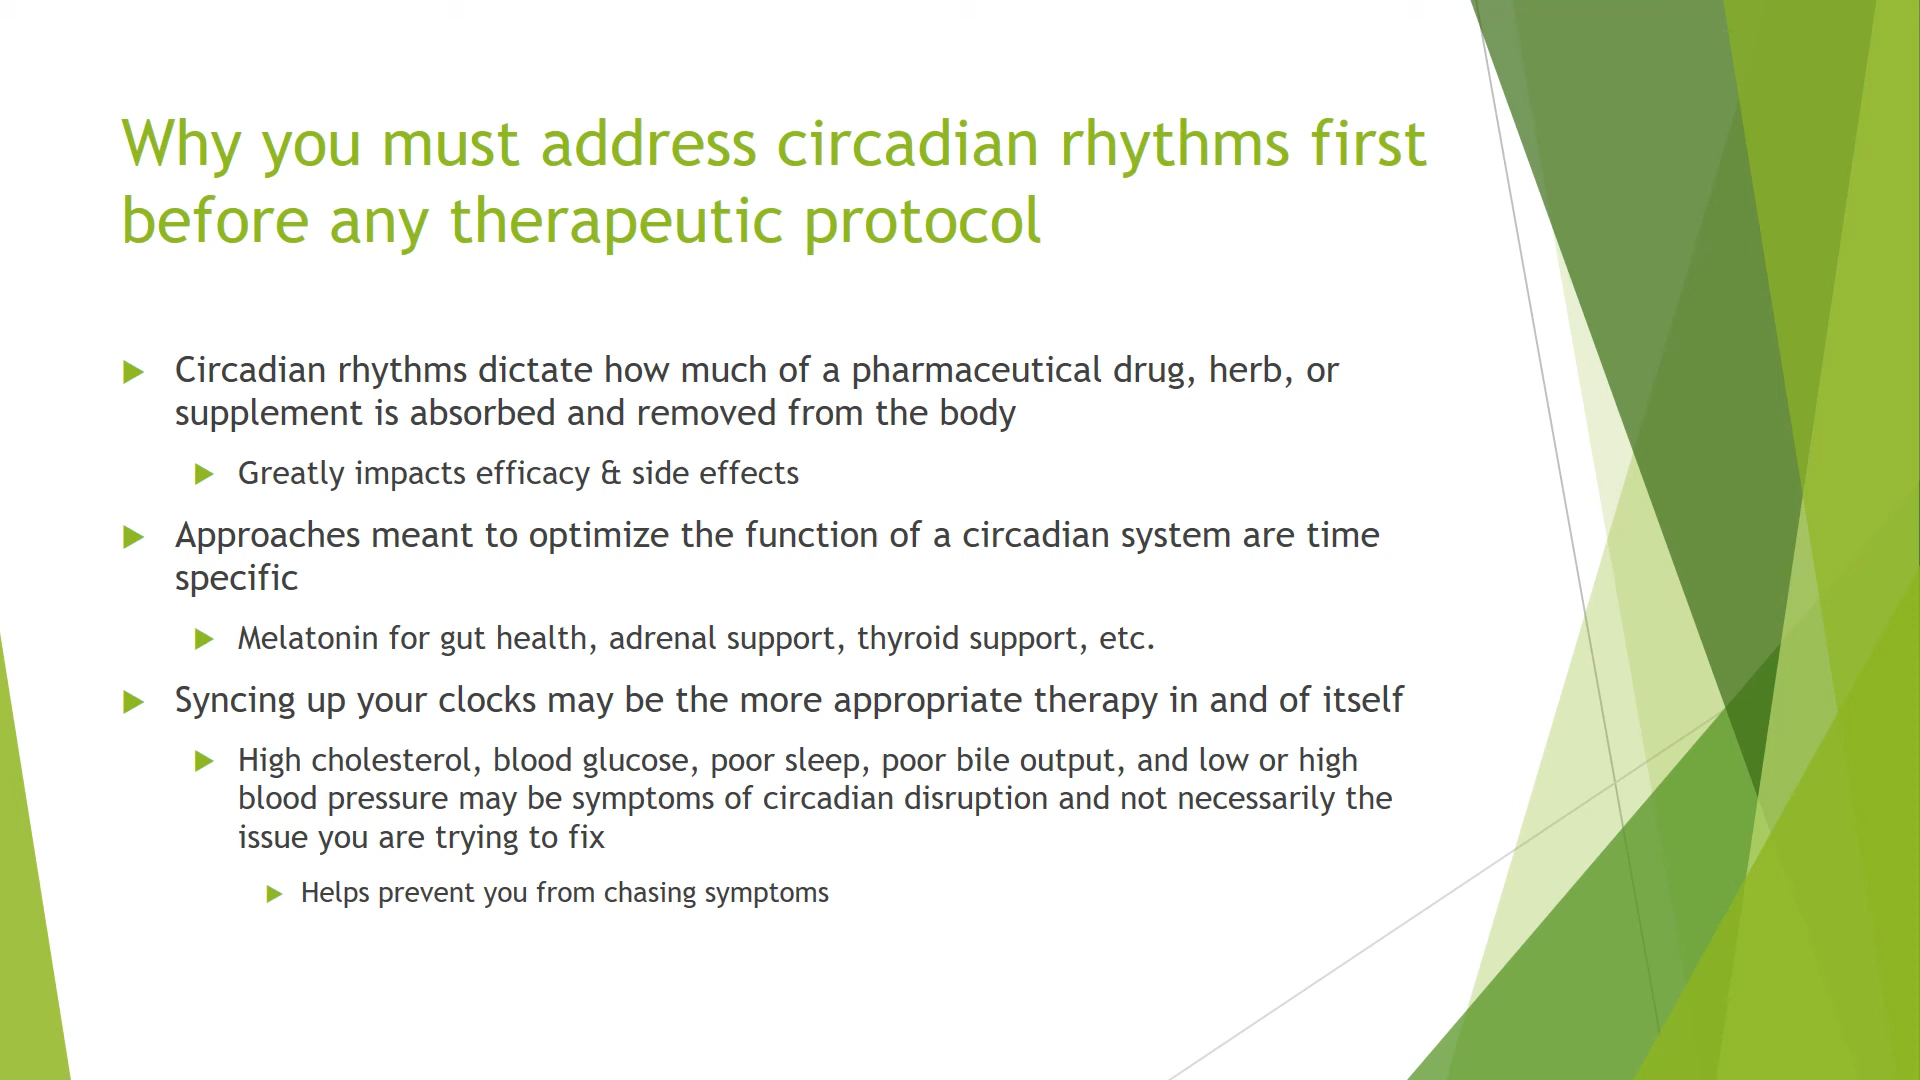 Why you must address circadian rhythms first
before any therapeutic protocol
Circadian rhythms dictate how much of a pharmaceutical drug, herb, or
supplement is absorbed and removed from the body
Greatly impacts efficacy & side effects
Approaches meant to optimize the function of a circadian system are time
specific
Melatonin for gut health, adrenal support, thyroid support, etc.
Syncing up your clocks may be the more appropriate therapy in and of itself
High cholesterol, blood glucose, poor sleep, poor bile output, and low or high
blood pressure may be symptoms of circadian disruption and not necessarily the
issue you are trying to fix
Helps prevent you from chasing symptoms